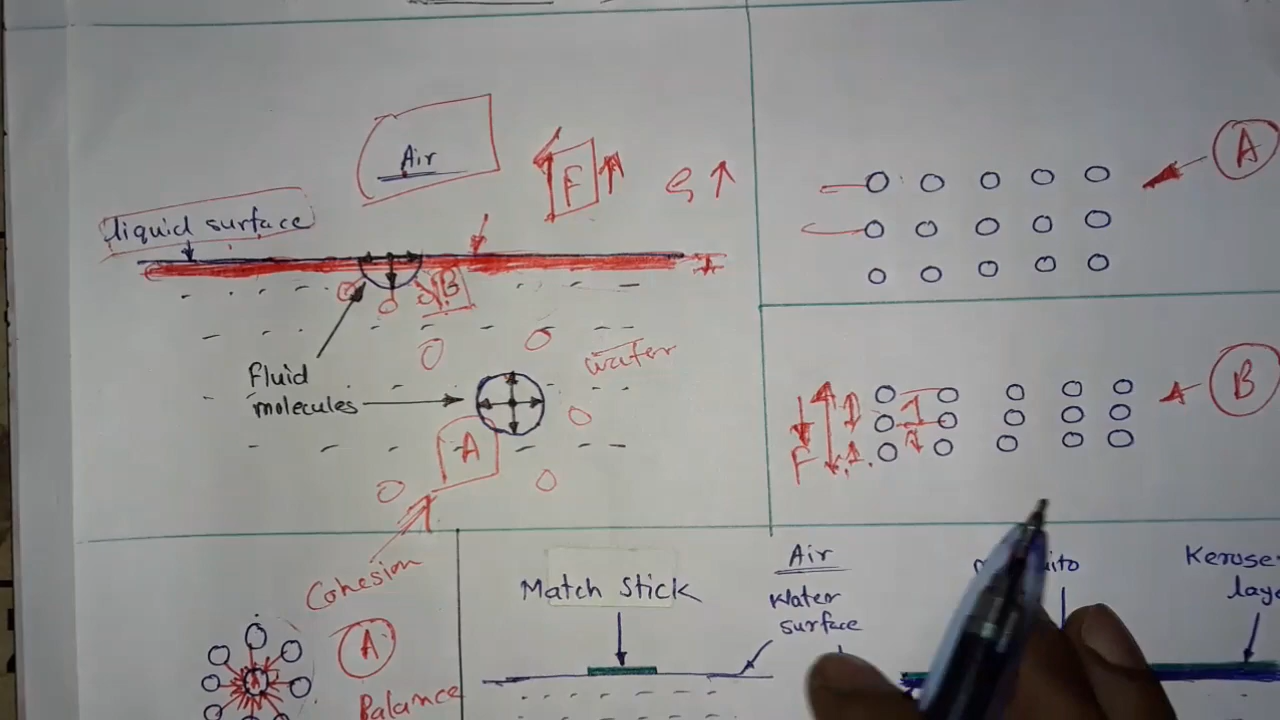 Air
F
liquid surface
B
water
Fluid
molecules
A
Cohesion
A
Balance
A
B
F
Match Stick
Air
Water
surface
Kerose
laye